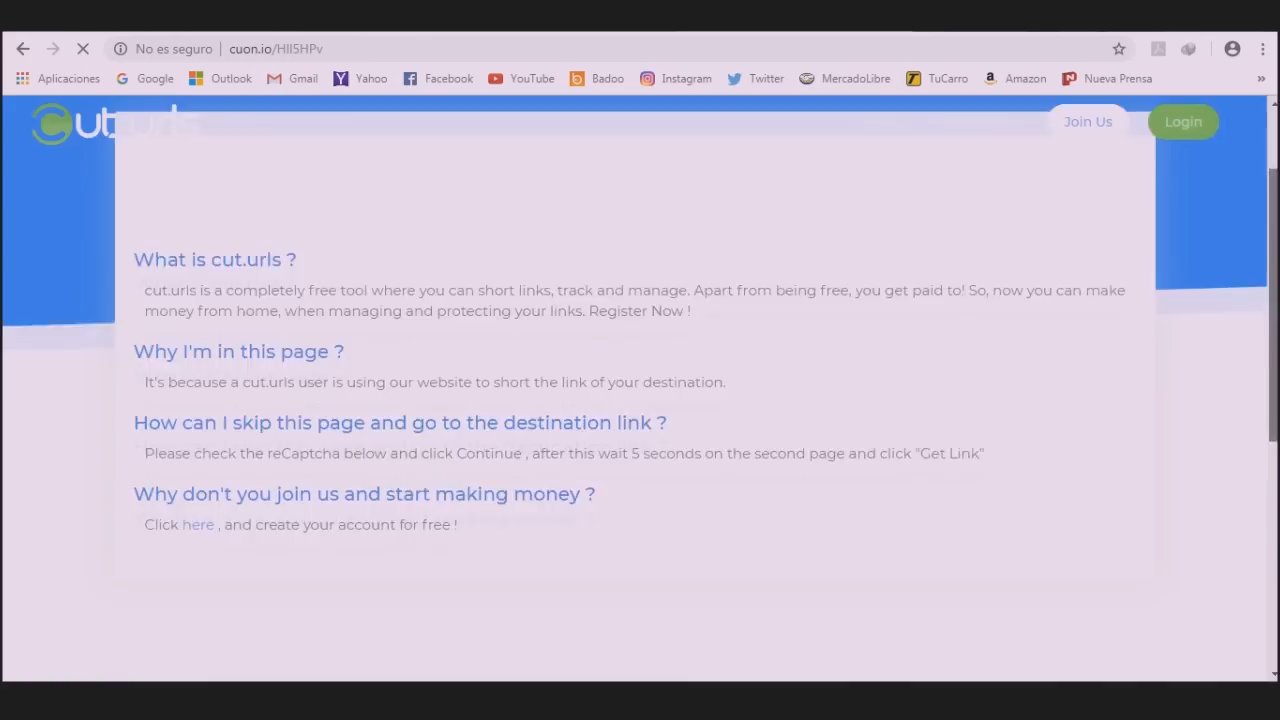 No es seguro cuon.io/HII5HPv
Aplicaciones Google Outlook Gmail Yahoo Facebook YouTube Badoo Instagram Twitter MercadoLibre TuCarro Amazon Nueva Prensa »
cut.urls Join Us Login
What is cut.urls ?
cut.urls is a completely free tool where you can short links, track and manage. Apart from being free, you get paid to! So, now you can make
money from home, when managing and protecting your links. Register Now !
Why I'm in this page ?
It's because a cut.urls user is using our website to short the link of your destination.
How can I skip this page and go to the destination link ?
Please check the reCaptcha below and click Continue , after this wait 5 seconds on the second page and click "Get Link"
Why don't you join us and start making money ?
Click here , and create your account for free !